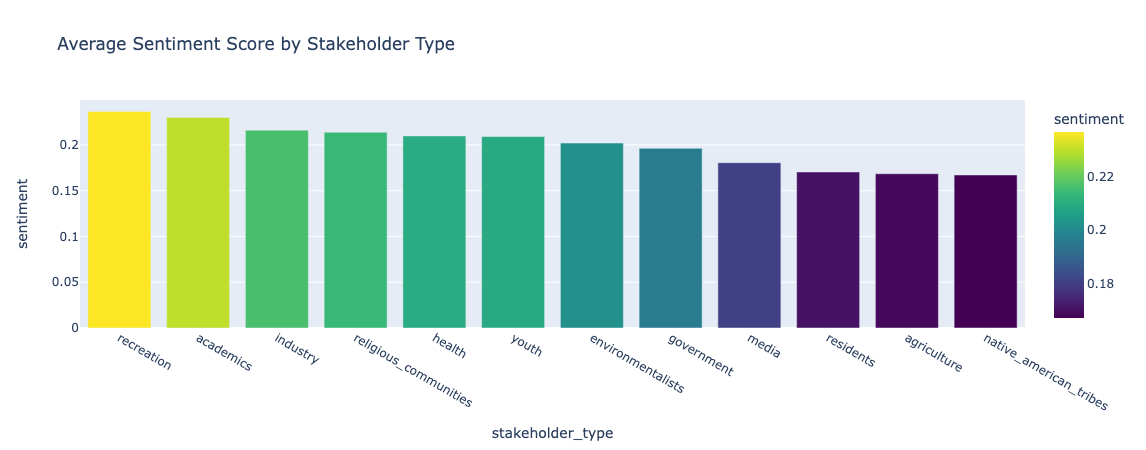 Average Sentiment Score by Stakeholder Type
sentiment
0.2
0.15
0.1
0.05
0
recreation
academics
industry
religious_communities
health
youth
environmentalists
government
media
residents
agriculture
native_american_tribes
stakeholder_type
sentiment
0.22
0.2
0.18